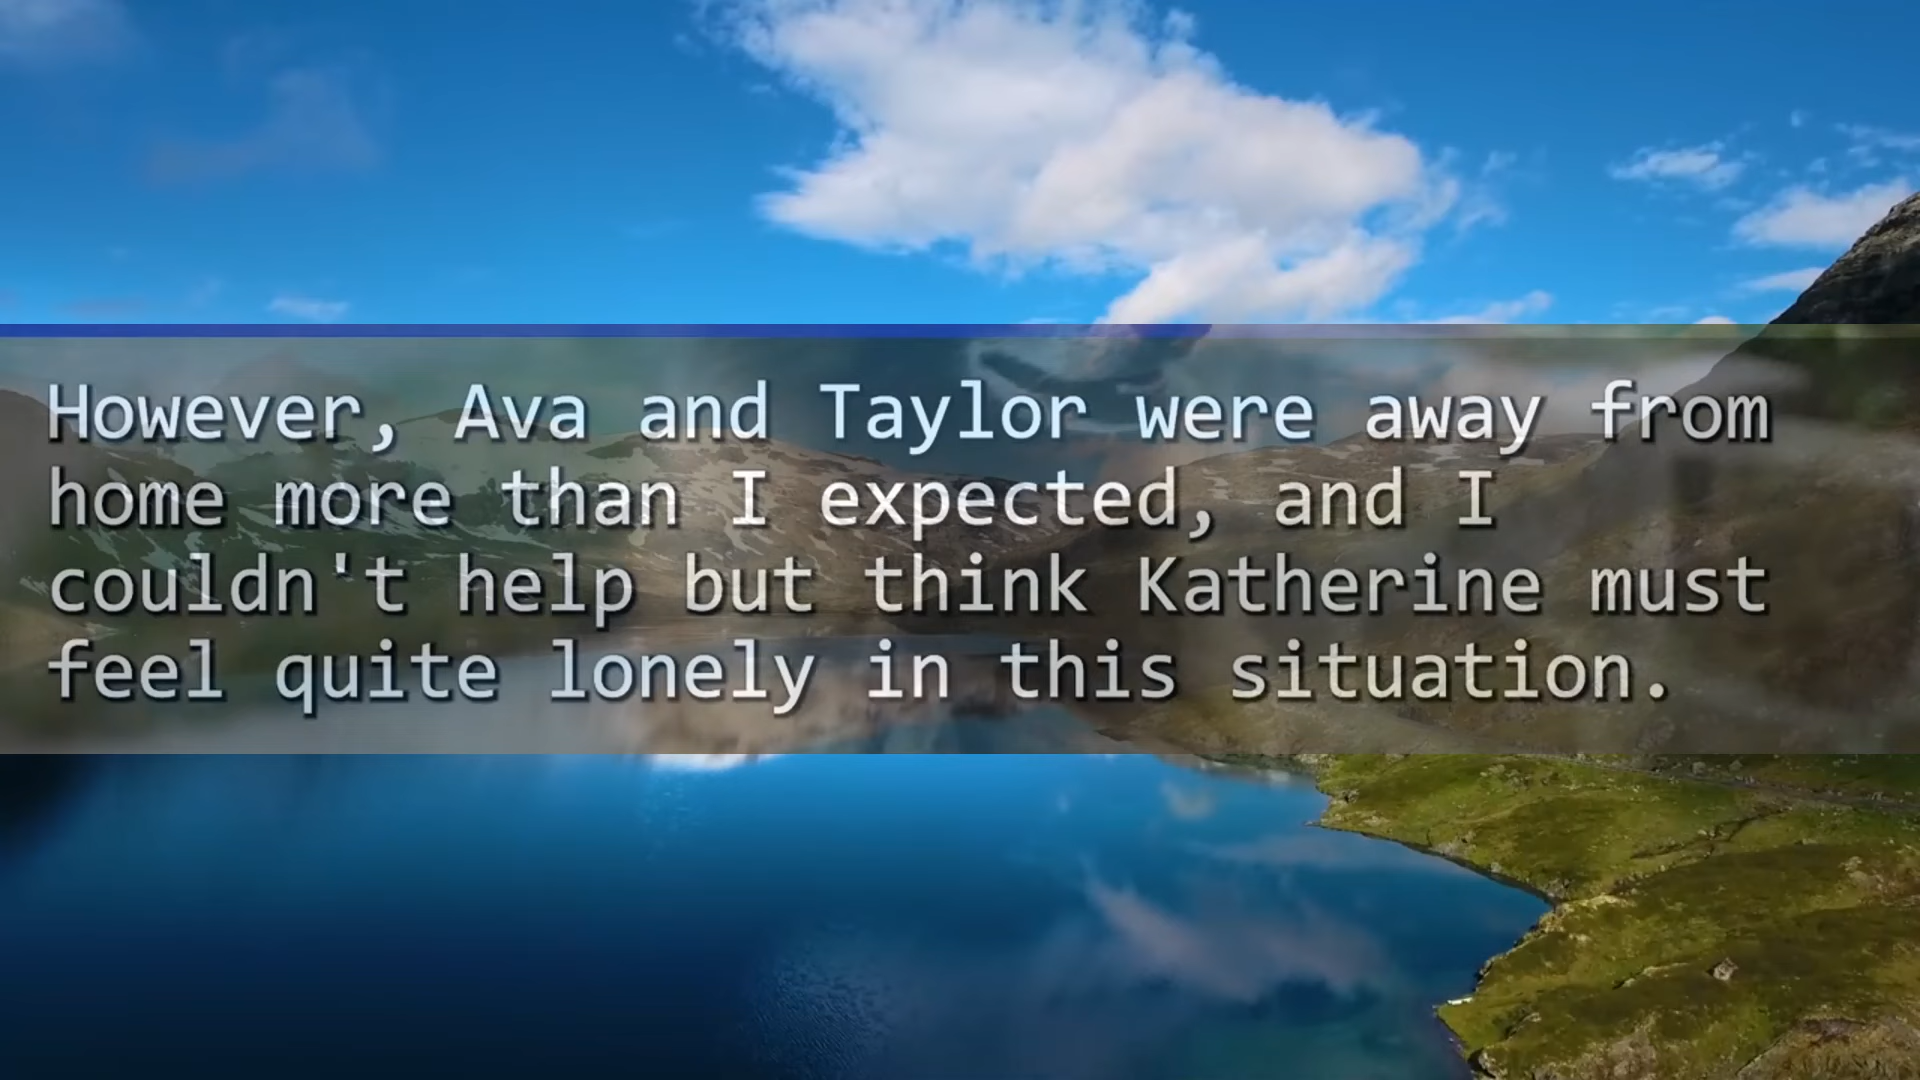 However, Ava and Taylor were away from
home more than I expected, and I
couldn't help but think Katherine must
feel quite lonely in this situation.